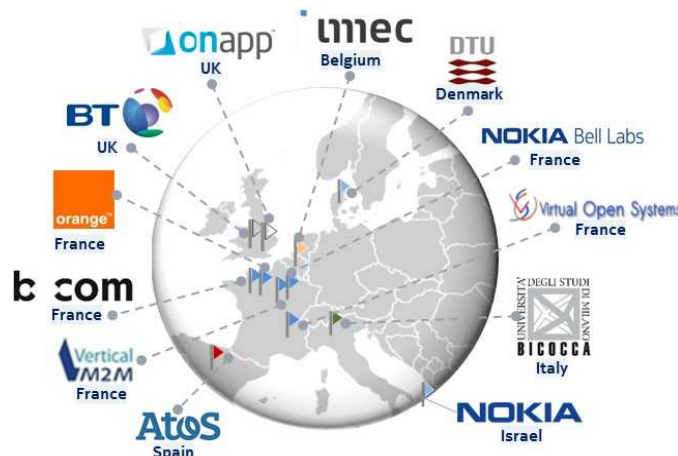 onapp
UK
imec
Belgium
DTU
Denmark
BT
UK
NOKIA Bell Labs
France
orange™
France
Virtual Open Systems
France
b com
France
UNIVERSITÀ
DEGLI STUDI
DI MILANO
BICOCCA
Italy
Vertical
M2M
France
Atos
Spain
NOKIA
Israel